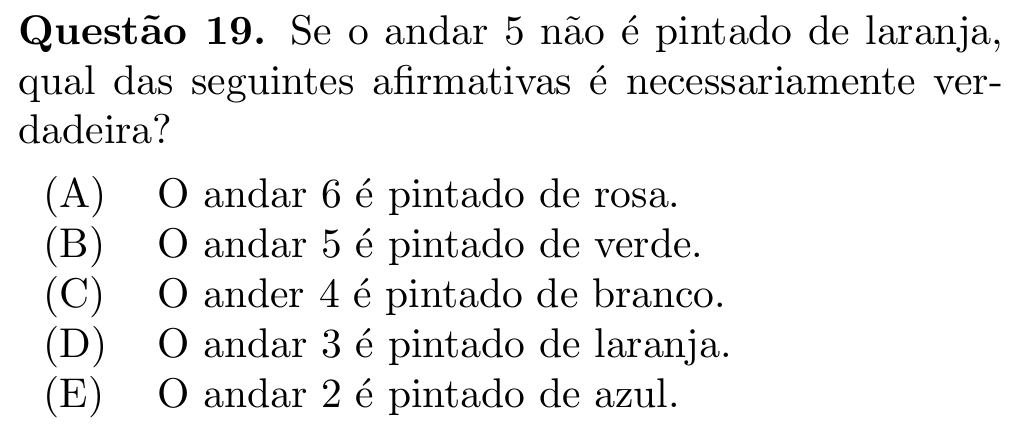 Questão 19. Se o andar 5 não é pintado de laranja,
qual das seguintes afirmativas é necessariamente ver-
dadeira?
(A) O andar 6 é pintado de rosa.
(B) O andar 5 é pintado de verde.
(C) O ander 4 é pintado de branco.
(D) O andar 3 é pintado de laranja.
(E) O andar 2 é pintado de azul.